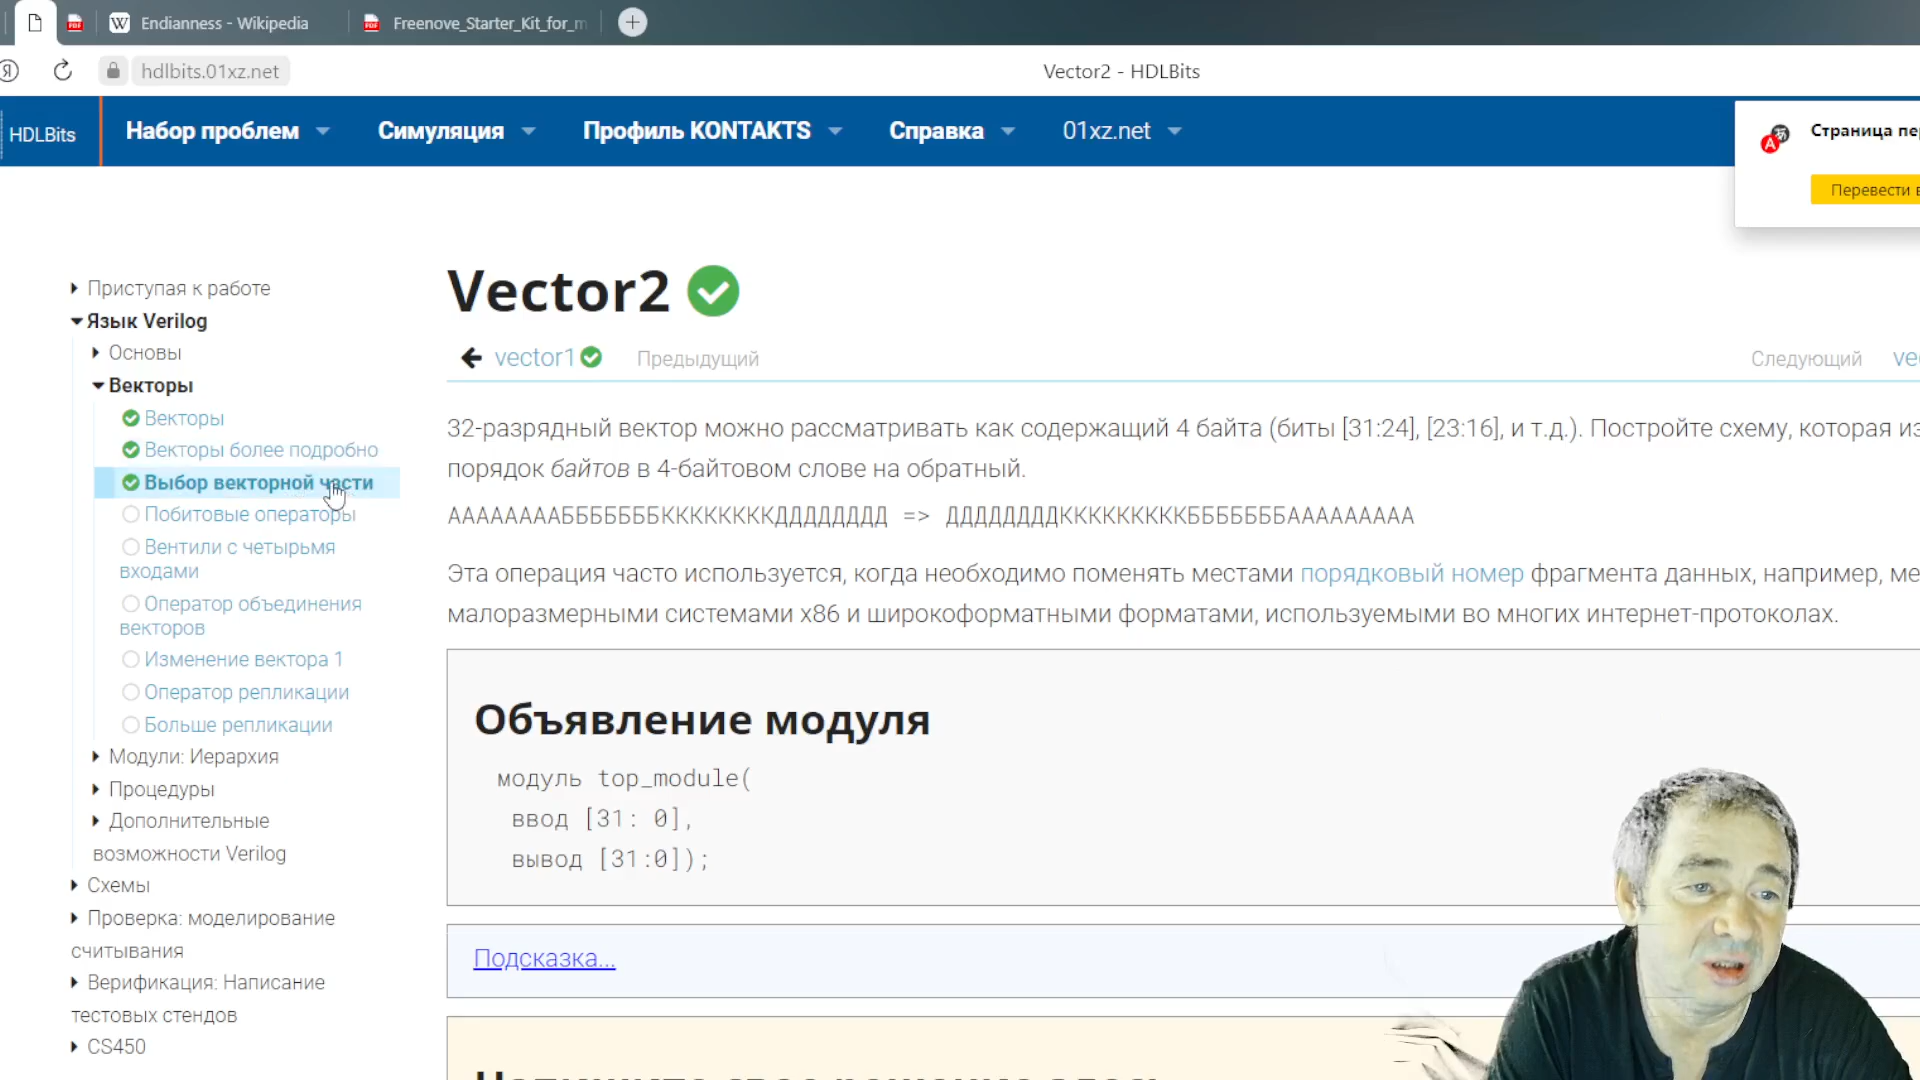 Endianness - Wikipedia
Freenove_Starter_Kit_for_m
hdlbits.01xz.net
Vector2 - HDLBits
HDLBits
Набор проблем
Симуляция
Профиль KONTAKTS
Справка
01xz.net
Страница пе
Перевести в
Приступая к работе
Язык Verilog
Основы
Векторы
Векторы
Векторы более подробно
Выбор векторной части
Побитовые операторы
Вентили с четырьмя
входами
Оператор объединения
векторов
Изменение вектора 1
Оператор репликации
Больше репликации
Модули: Иерархия
Процедуры
Дополнительные
возможности Verilog
Схемы
Проверка: моделирование
считывания
Верификация: Написание
тестовых стендов
CS450
Vector2
vector1 Предыдущий
Следующий ve
32-разрядный вектор можно рассматривать как содержащий 4 байта (биты [31:24], [23:16], и т.д.). Постройте схему, которая из
порядок байтов в 4-байтовом слове на обратный.
ААААААААБББББББККККККККДДДДДДДД => ДДДДДДДДКККККККККБББББББААААААААА
Эта операция часто используется, когда необходимо поменять местами порядковый номер фрагмента данных, например, ме
малоразмерными системами x86 и широкоформатными форматами, используемыми во многих интернет-протоколах.
Объявление модуля
модуль top_module(
ввод [31: 0],
вывод [31:0]);
Подсказка...